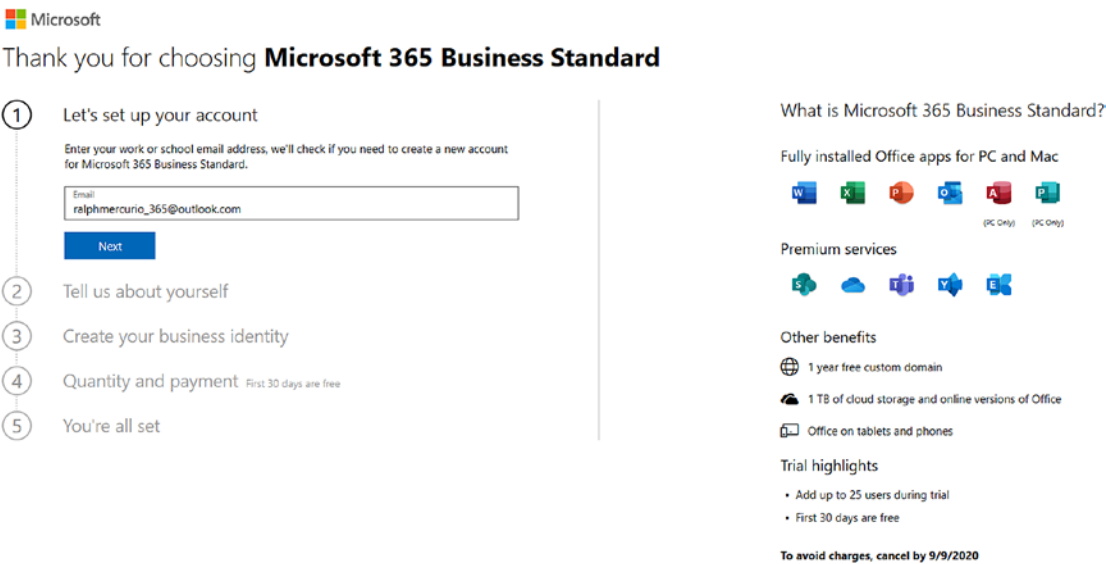 Microsoft
Thank you for choosing Microsoft 365 Business Standard
1
Let's set up your account
Enter your work or school email address, we'll check if you need to create a new account
for Microsoft 365 Business Standard.
Email
ralphmercurio_365@outlook.com
Next
2
Tell us about yourself
3
Create your business identity
4
Quantity and payment First 30 days are free
5
You're all set
What is Microsoft 365 Business Standard?
Fully installed Office apps for PC and Mac
W X P O A P
(PC Only) (PC Only)
Premium services
S T Y E
Other benefits
1 year free custom domain
1 TB of cloud storage and online versions of Office
Office on tablets and phones
Trial highlights
• Add up to 25 users during trial
• First 30 days are free
To avoid charges, cancel by 9/9/2020